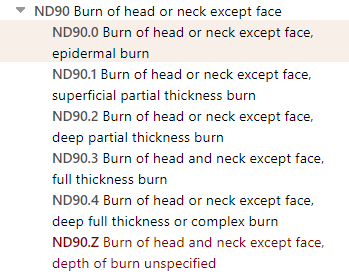 ND90 Burn of head or neck except face
ND90.0 Burn of head or neck except face,
epidermal burn
ND90.1 Burn of head or neck except face,
superficial partial thickness burn
ND90.2 Burn of head or neck except face,
deep partial thickness burn
ND90.3 Burn of head and neck except face,
full thickness burn
ND90.4 Burn of head or neck except face,
deep full thickness or complex burn
ND90.Z Burn of head and neck except face,
depth of burn unspecified